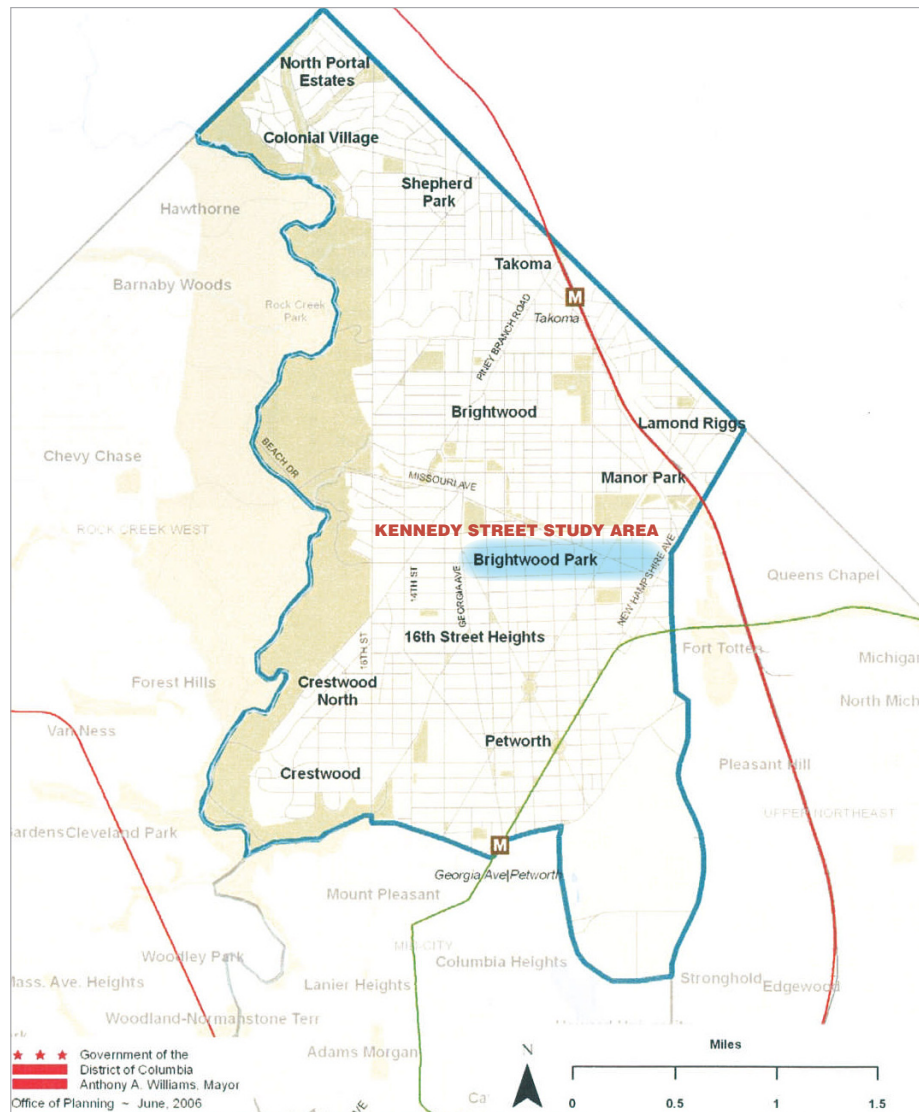 North Portal
Estates
Colonial Village
Shepherd
Park
Hawthorne
Takoma
Barnaby Woods
Rock Creek
Park
Takoma
PINEY BRANCH ROAD
Brightwood
Lamond Riggs
Chevy Chase
BEACH DR
MISSOURI AVE
Manor Park
ROCK CREEK WEST
KENNEDY STREET STUDY AREA
Brightwood Park
NEW HAMPSHIRE AVE
Queens Chapel
14TH ST
GEORGIA AVE
16TH ST
16th Street Heights
Fort Totten
Michigan
Forest Hills
Crestwood
North
North Mich
Van Ness
Petworth
Crestwood
Pleasant Hill
UPPER NORTHEAST
Gardens Cleveland Park
M
M
Georgia Ave|Petworth
Mount Pleasant
MID-CITY
Woodley Park
Columbia Heights
Mass. Ave. Heights
Lanier Heights
Stronghold
Edgewood
Woodland-Normanstone Terr
Adams Morgan
Government of the
District of Columbia
Anthony A. Williams, Mayor
Office of Planning ~ June, 2006
N
Miles
0 0.5 1 1.5